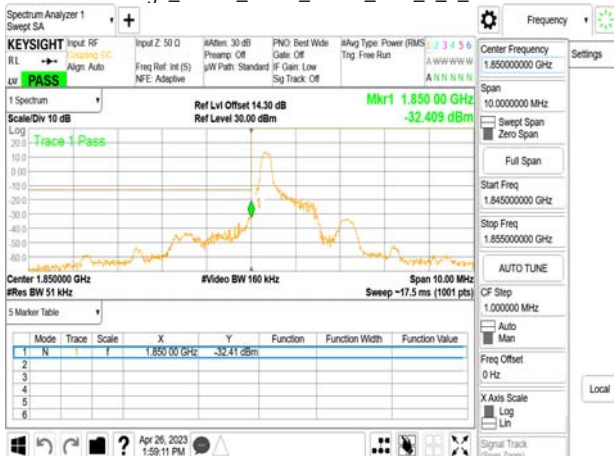 Spectrum Analyzer 1
Swept SA
+
Frequency
KEYSIGHT
RL
Input: RF
Coupling: DC
Align: Auto
Input Z: 50 Ω
Freq Ref: Int (S)
NFE: Adaptive
#Atten: 30 dB
Preamp: Off
µW Path: Standard
PNO: Best Wide
Gate: Off
IF Gain: Low
Sig Track: Off
#Avg Type: Power (RMS
Trig: Free Run
1 2 3 4 5 6
A W W W W W
A N N N N N
PASS
1 Spectrum
Scale/Div 10 dB
Ref Lvl Offset 14.30 dB
Ref Level 30.00 dBm
Mkr1 1.850 00 GHz
-32.409 dBm
Log
Trace 1 Pass
20.0
10.0
0.00
-10.0
-20.0
-30.0
-40.0
-50.0
-60.0
Center 1.850000 GHz
#Res BW 51 kHz
#Video BW 160 kHz
Span 10.00 MHz
Sweep ~17.5 ms (1001 pts)
5 Marker Table
Mode Trace Scale X Y Function Function Width Function Value
1 N 1 f 1.850 00 GHz -32.41 dBm
2
3
4
5
6
Apr 26, 2023
1:59:11 PM
Center Frequency
1.850000000 GHz
Span
10.0000000 MHz
Swept Span
Zero Span
Full Span
Start Freq
1.845000000 GHz
Stop Freq
1.855000000 GHz
AUTO TUNE
CF Step
1.000000 MHz
Auto
Man
Freq Offset
0 Hz
X Axis Scale
Log
Lin
Signal Track
(Span Zoom)
Settings
Local